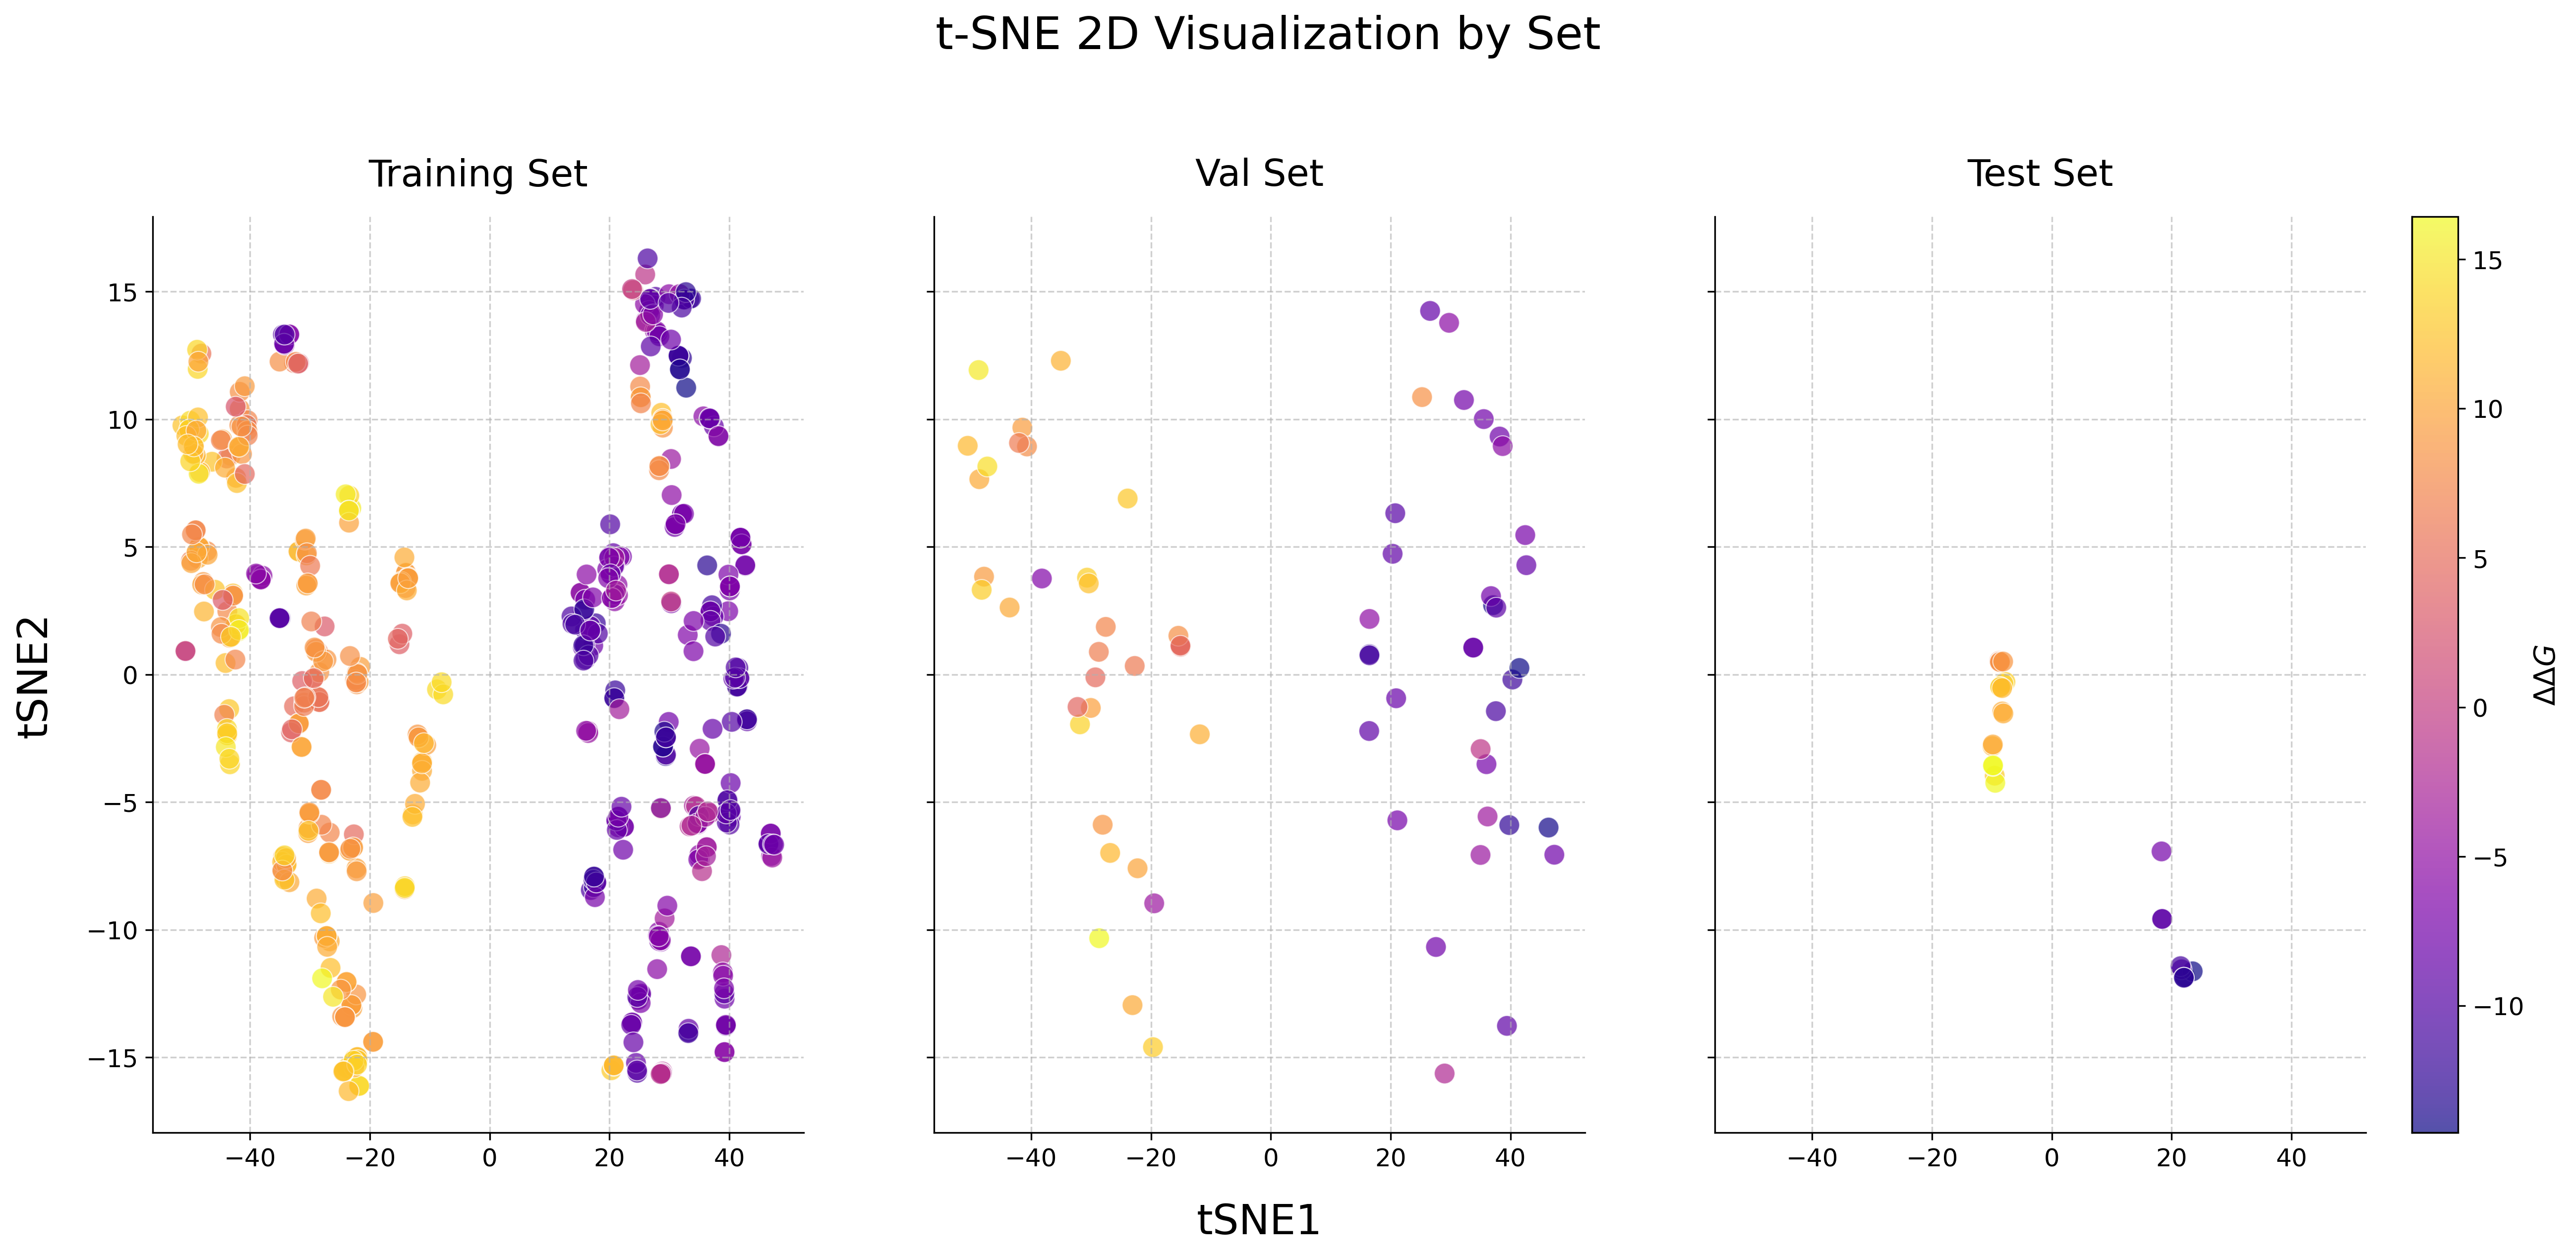 t-SNE 2D Visualization by Set
Training Set
Val Set
Test Set
tSNE2
15
10
5
0
−5
−10
−15
−40 −20 0 20 40
−40 −20 0 20 40
−40 −20 0 20 40
tSNE1
15
10
5
0
−5
−10
ΔΔG